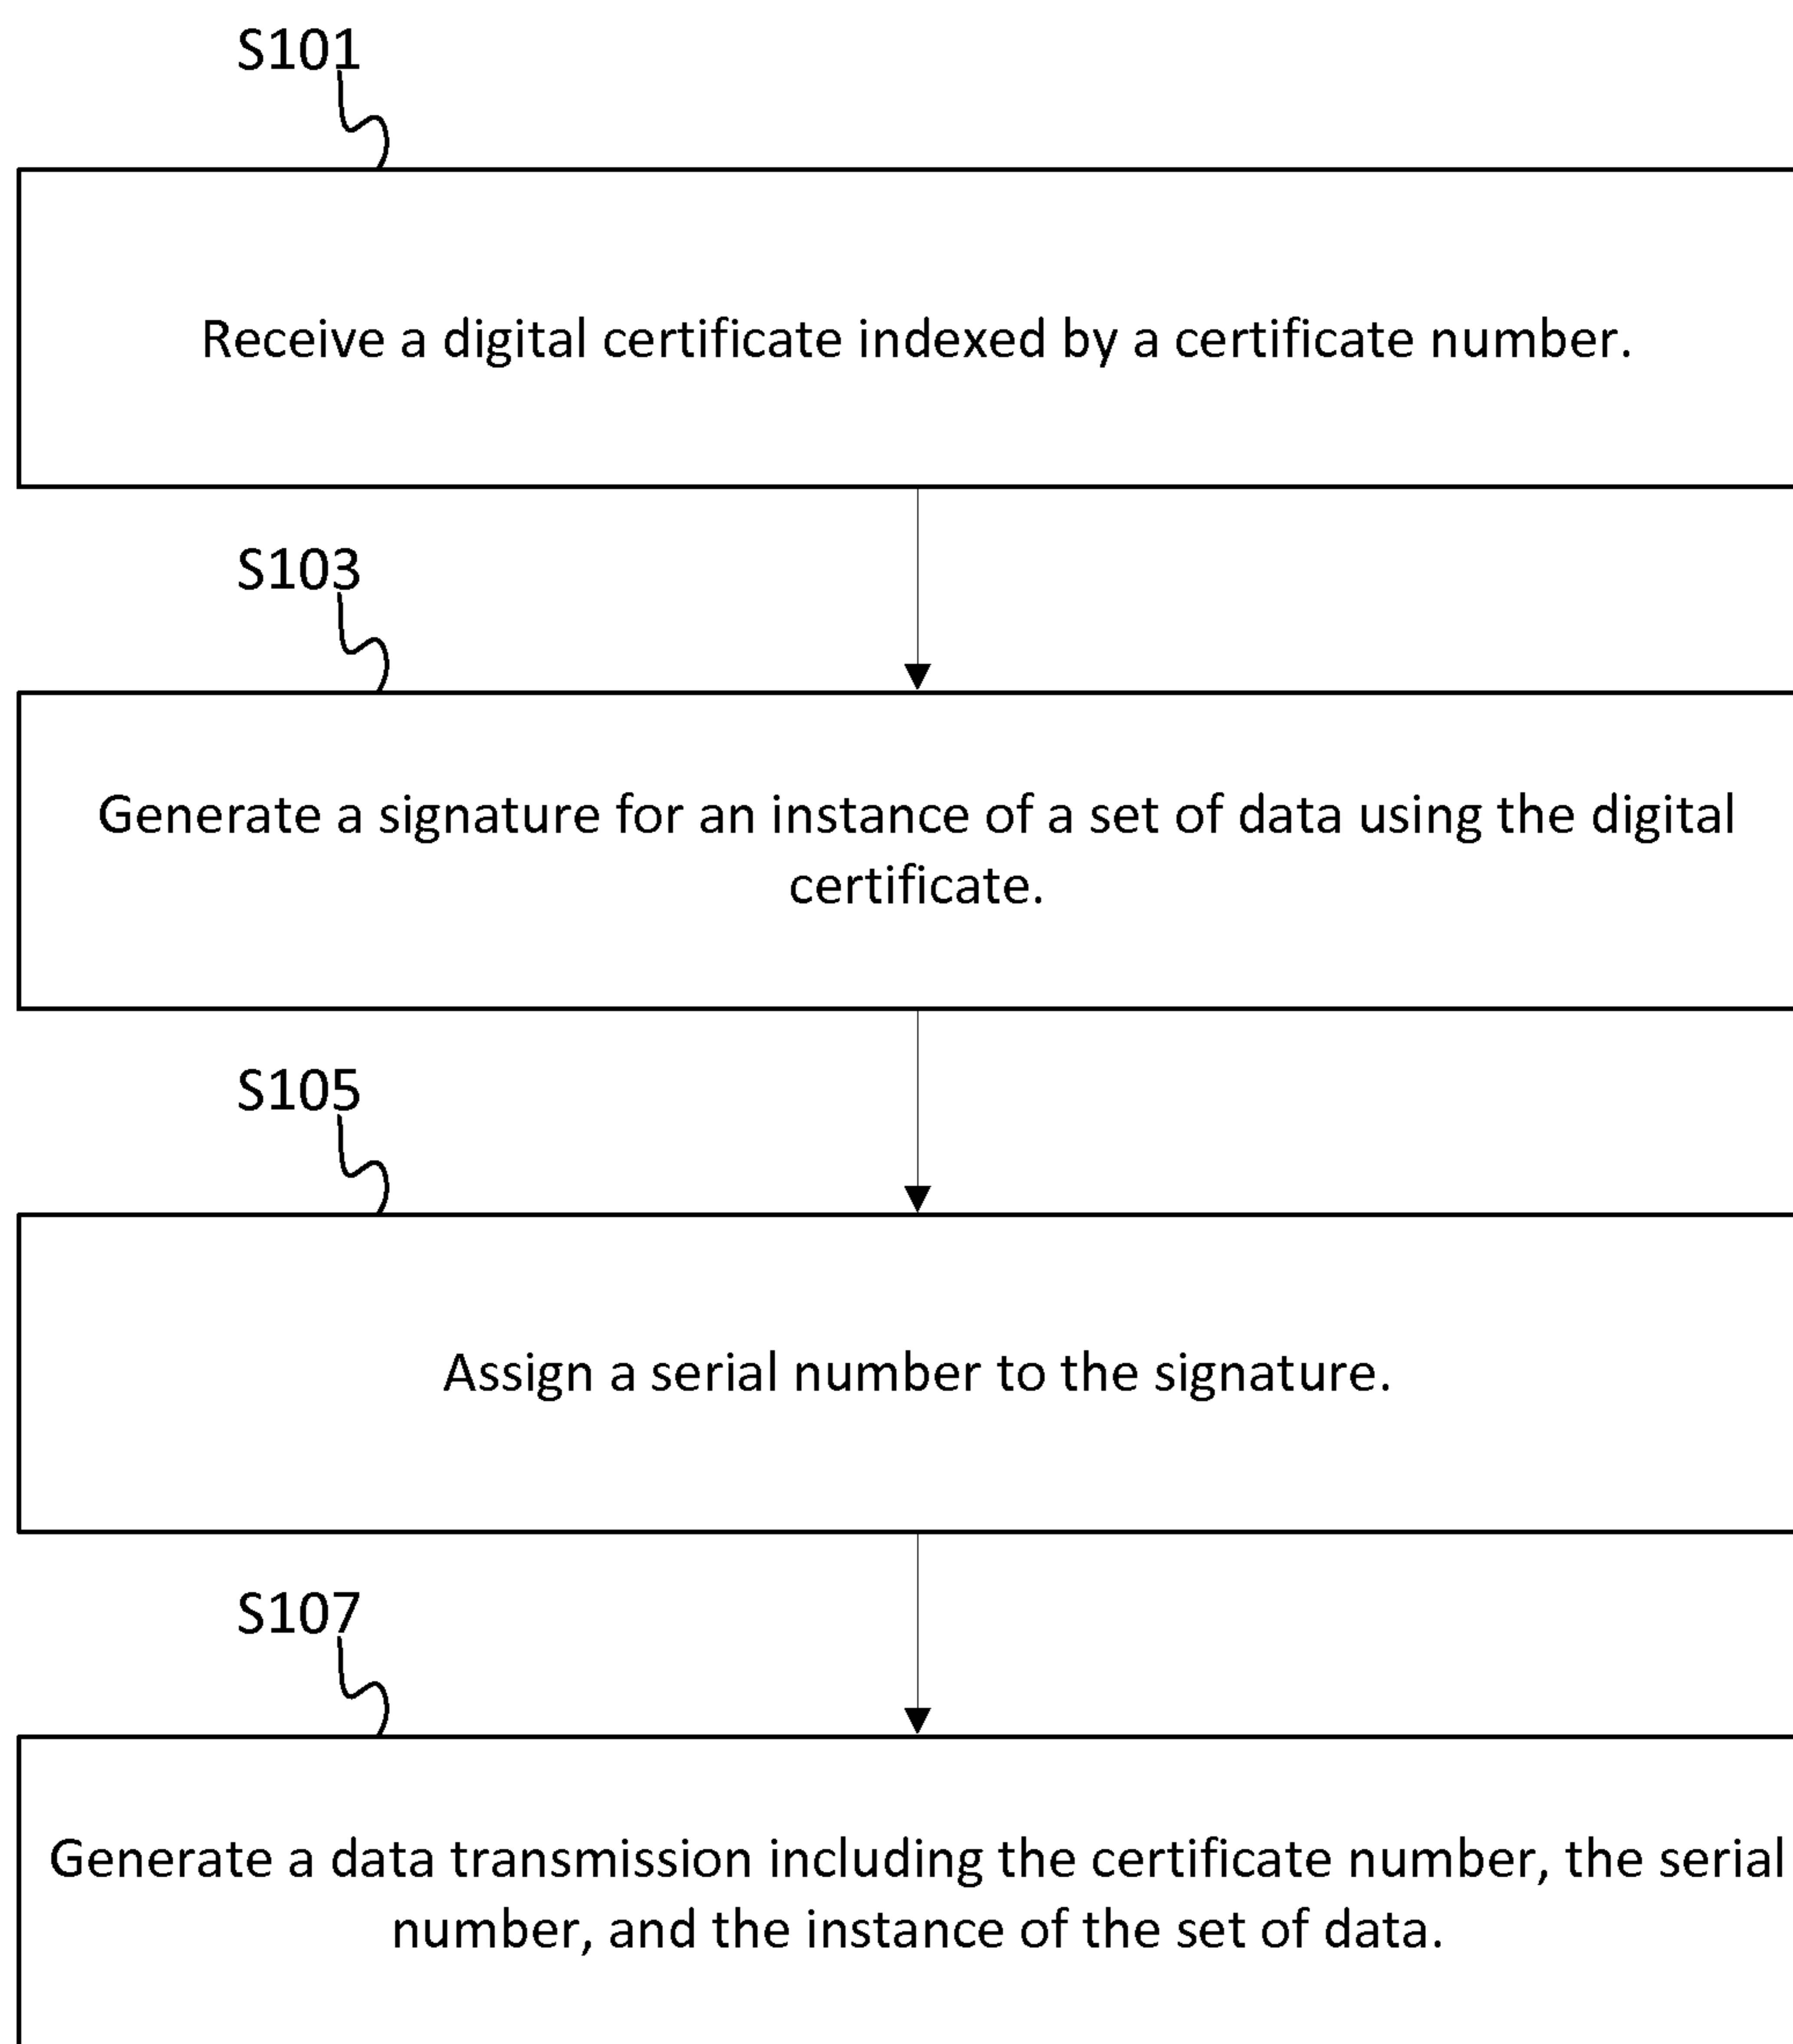 S101
Receive a digital certificate indexed by a certificate number.
S103
Generate a signature for an instance of a set of data using the digital
certificate.
S105
Assign a serial number to the signature.
S107
Generate a data transmission including the certificate number, the serial
number, and the instance of the set of data.